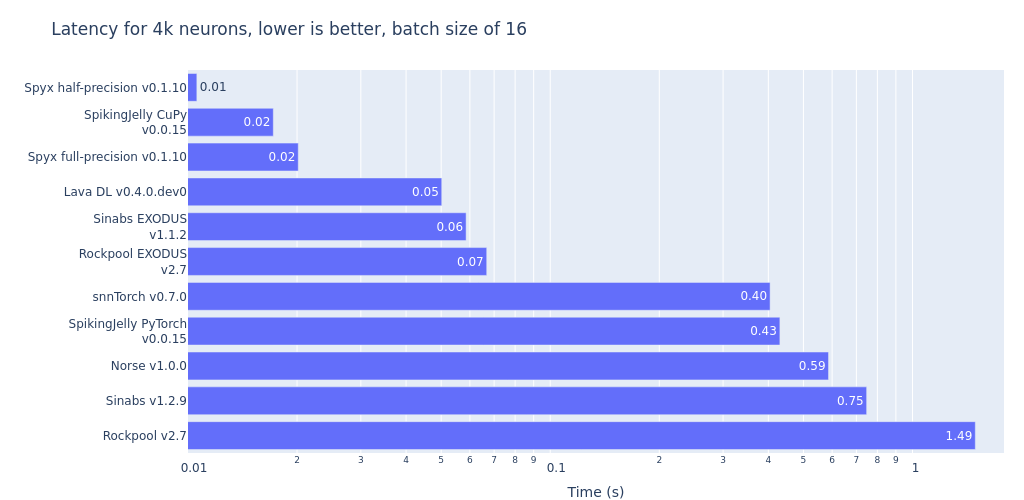 Latency for 4k neurons, lower is better, batch size of 16
Spyx half-precision v0.1.10
0.01
SpikingJelly CuPy
v0.0.15
0.02
Spyx full-precision v0.1.10
0.02
Lava DL v0.4.0.dev0
0.05
Sinabs EXODUS
v1.1.2
0.06
Rockpool EXODUS
v2.7
0.07
snnTorch v0.7.0
0.40
SpikingJelly PyTorch
v0.0.15
0.43
Norse v1.0.0
0.59
Sinabs v1.2.9
0.75
Rockpool v2.7
1.49
0.01 2 3 4 5 6 7 8 9 0.1 2 3 4 5 6 7 8 9 1
Time (s)